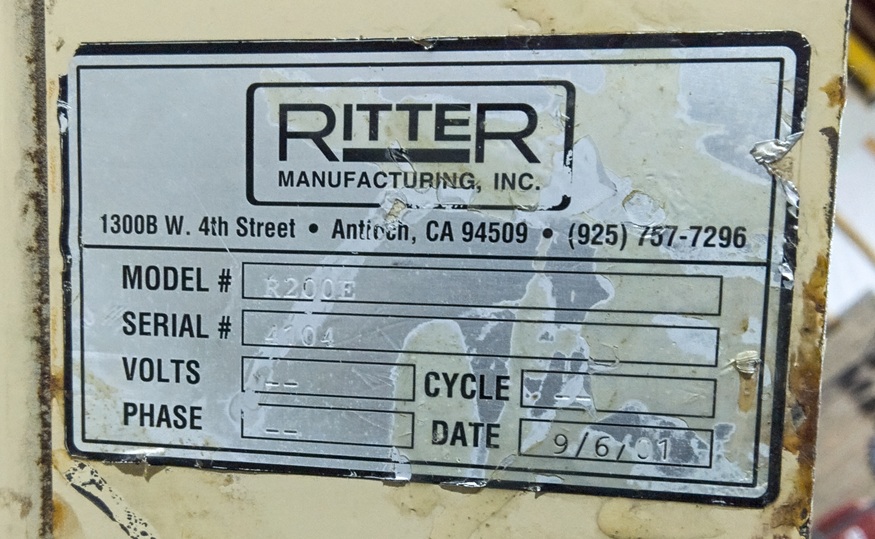 RITTER
MANUFACTURING, INC.
1300B W. 4th Street • Antioch, CA 94509 • (925) 757-7296
MODEL # R200E
SERIAL #
VOLTS -- CYCLE --
PHASE -- DATE 9/6/01